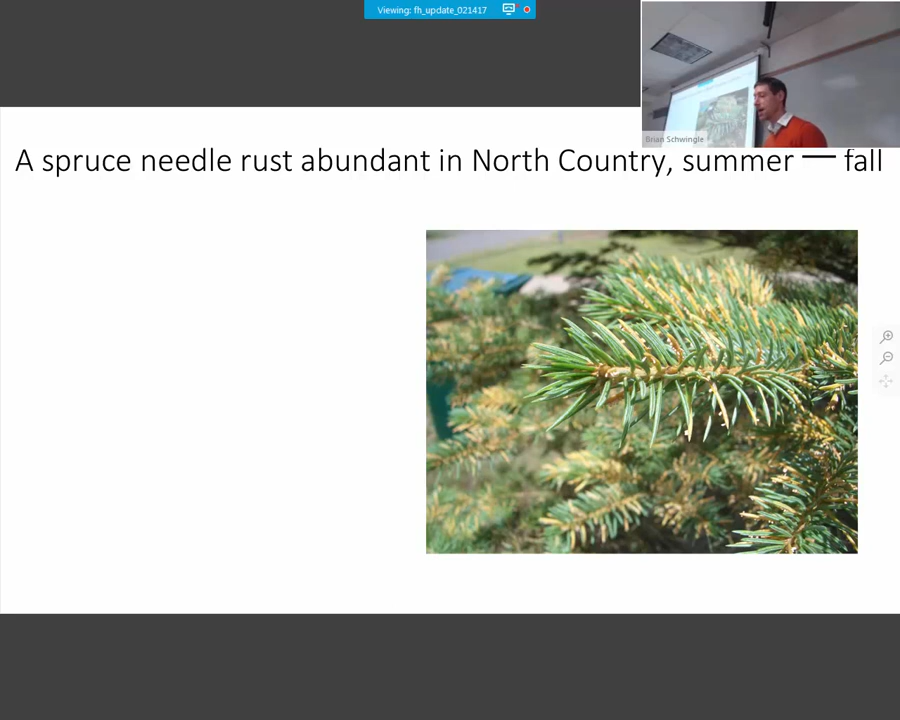 Viewing: fh_update_021417
Brian Schwingle
A spruce needle rust abundant in North Country, summer — fall